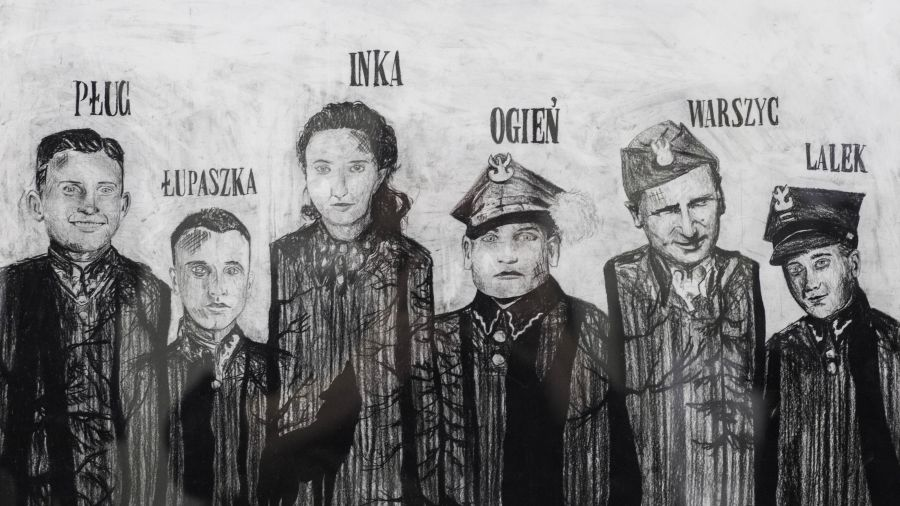 PŁUG
ŁUPASZKA
INKA
OGIEŃ
WARSZYC
LALEK